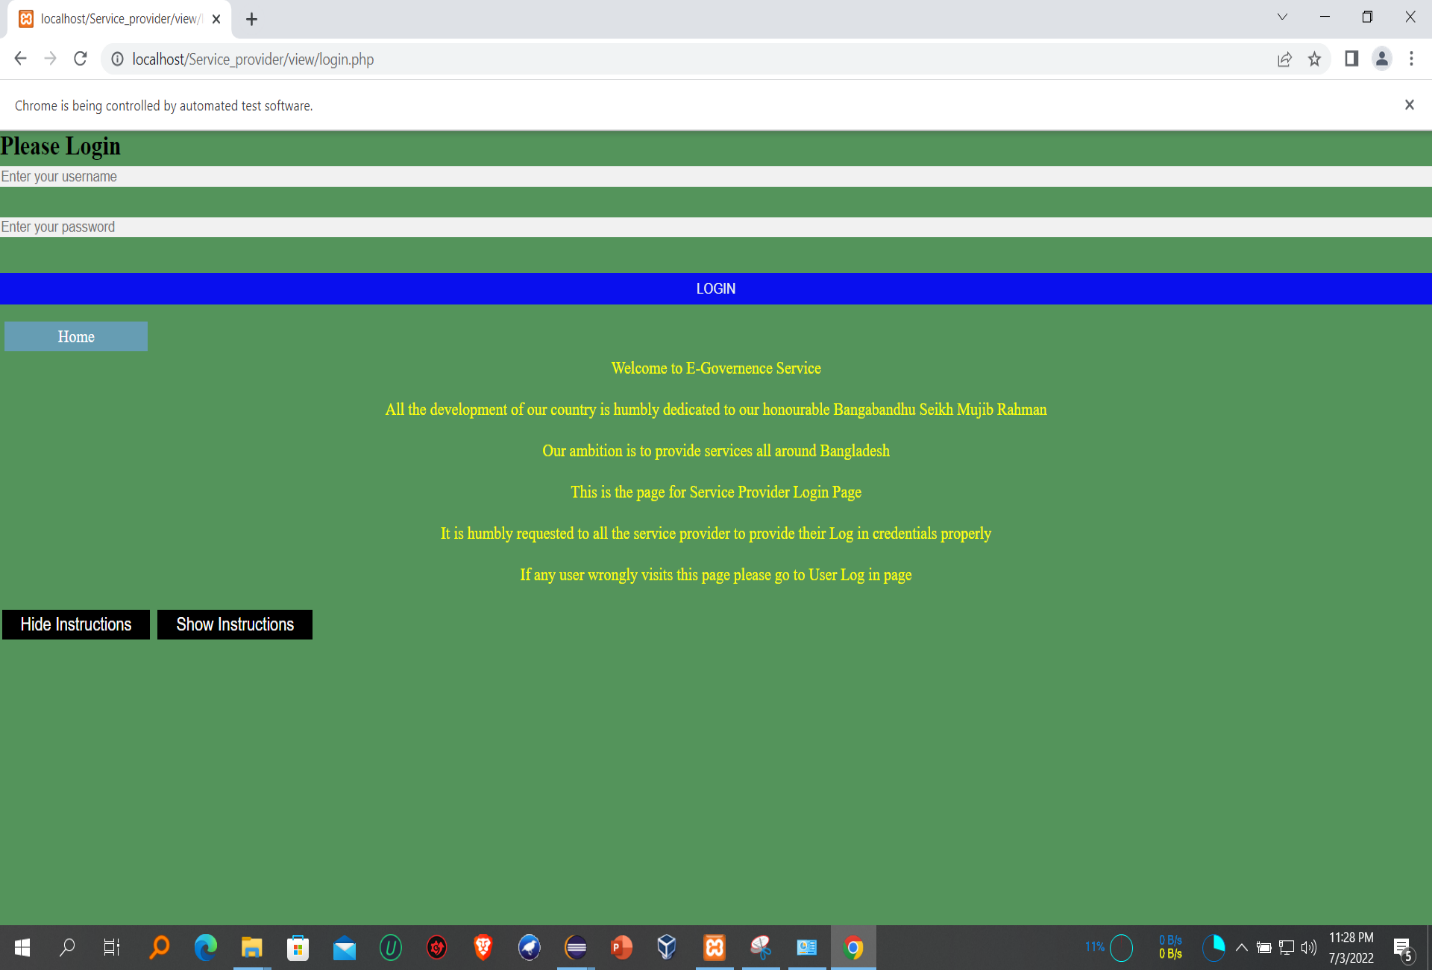 localhost/Service_provider/view/
localhost/Service_provider/view/login.php
Chrome is being controlled by automated test software.
Please Login
Enter your username
Enter your password
LOGIN
Home
Welcome to E-Governence Service
All the development of our country is humbly dedicated to our honourable Bangabandhu Seikh Mujib Rahman
Our ambition is to provide services all around Bangladesh
This is the page for Service Provider Login Page
It is humbly requested to all the service provider to provide their Log in credentials properly
If any user wrongly visits this page please go to User Log in page
Hide Instructions Show Instructions
11% 0 B/s 11:28 PM
0 B/s 7/3/2022 5